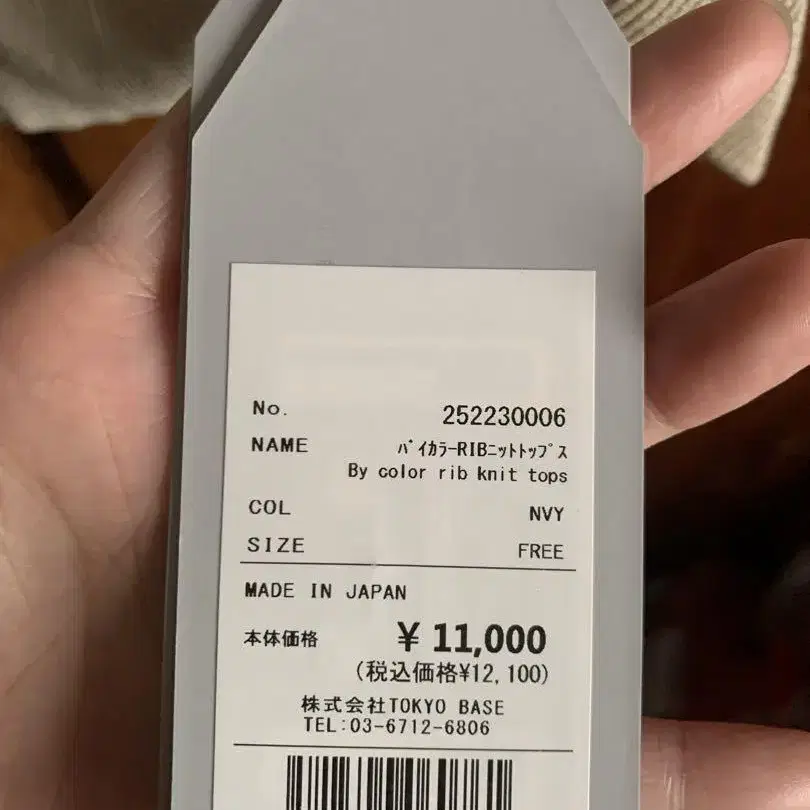 No. 252230006
NAME ﾊﾞｲｶﾗｰRIBﾆｯﾄﾄｯﾌﾟｽ
By color rib knit tops
COL NVY
SIZE FREE
MADE IN JAPAN
本体価格 ¥ 11,000
(税込価格¥12,100)
株式会社TOKYO BASE
TEL:03-6712-6806